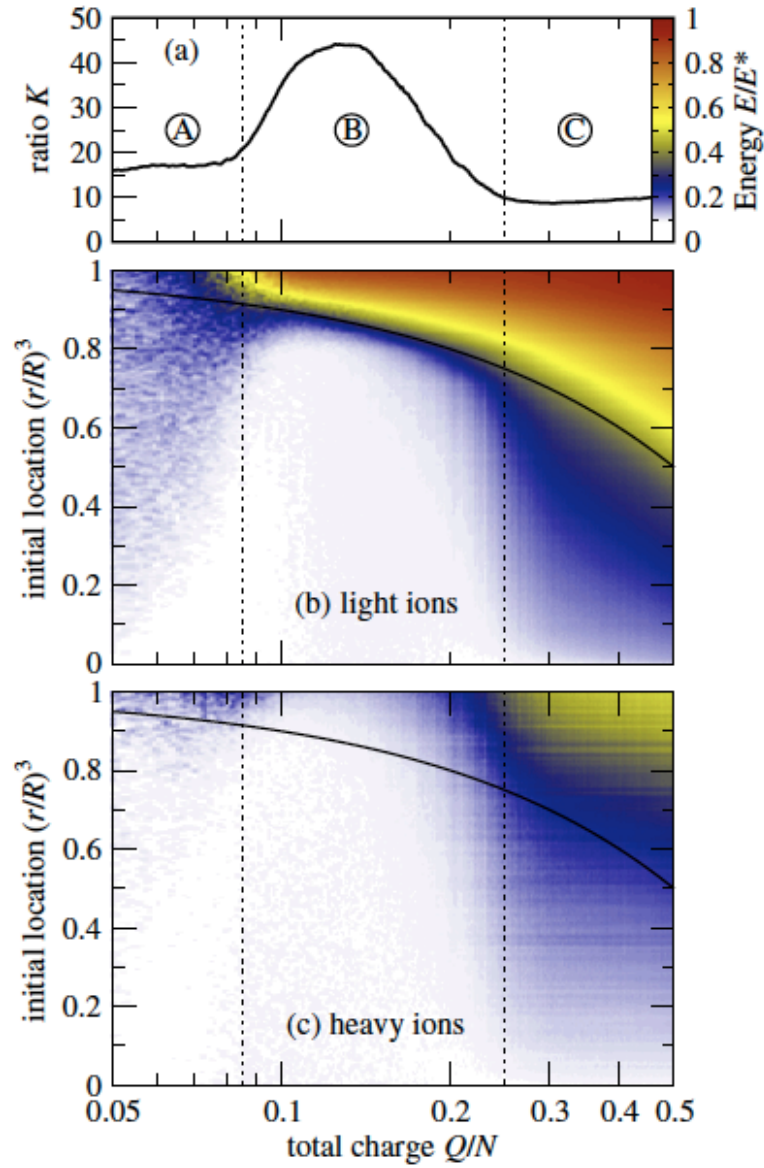 50
40
30
20
10
0
ratio K
(a)
A
B
C
1
0.8
0.6
0.4
0.2
0
Energy E/E*
1
0.8
0.6
0.4
0.2
0
initial location (r/R)³
(b) light ions
1
0.8
0.6
0.4
0.2
0
initial location (r/R)³
(c) heavy ions
0.05 0.1 0.2 0.3 0.5
total charge Q/N